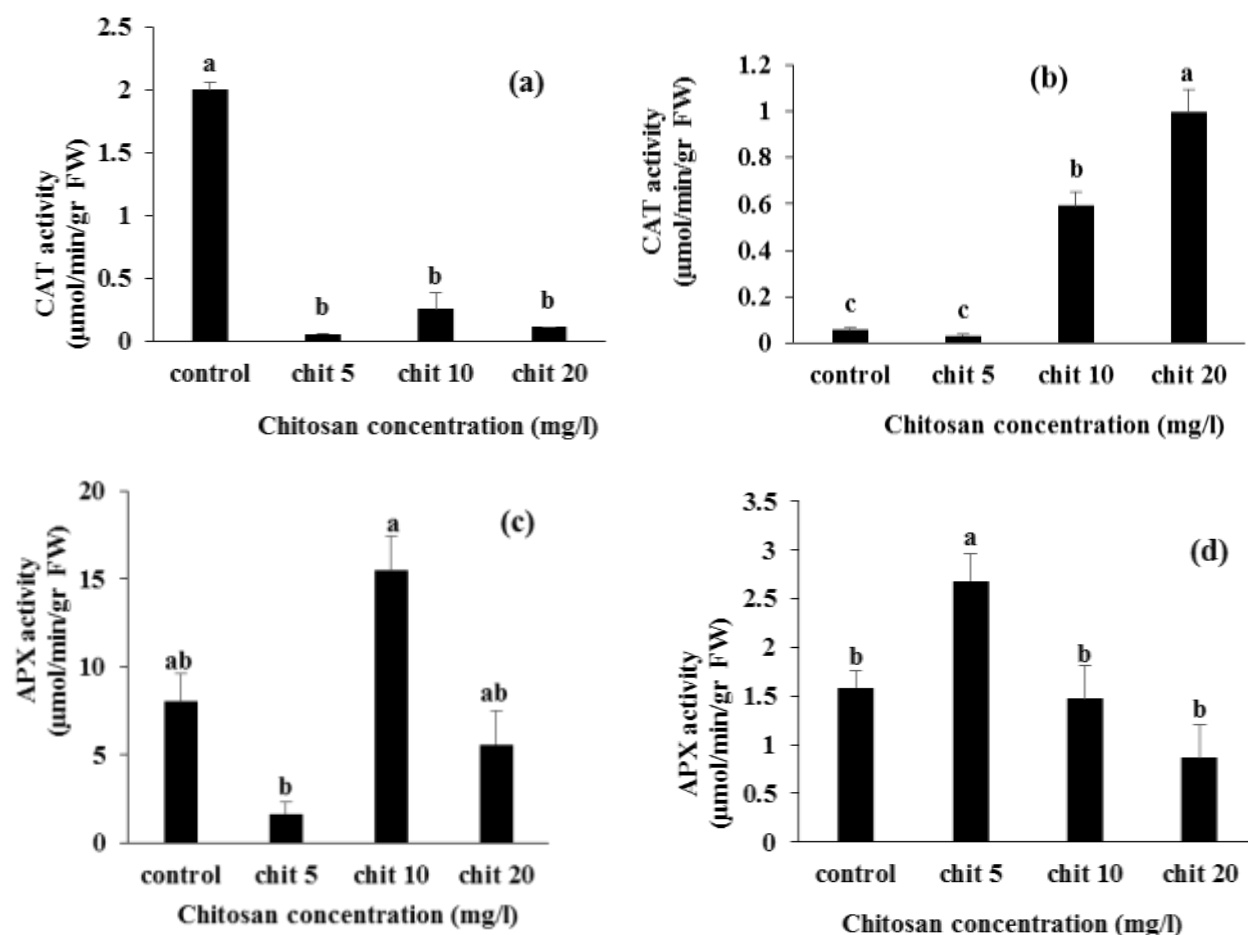 (a)
CAT activity
(µmol/min/gr FW)
2.5
2
1.5
1
0.5
0
a
b
b
b
control chit 5 chit 10 chit 20
Chitosan concentration (mg/l)
(b)
CAT activity
(µmol/min/gr FW)
1.2
1
0.8
0.6
0.4
0.2
0
c
c
b
a
control chit 5 chit 10 chit 20
Chitosan concentration (mg/l)
(c)
APX activity
(µmol/min/gr FW)
20
15
10
5
0
ab
b
a
ab
control chit 5 chit 10 chit 20
Chitosan concentration (mg/l)
(d)
APX activity
(µmol/min/gr FW)
3.5
3
2.5
2
1.5
1
0.5
0
b
a
b
b
control chit 5 chit 10 chit 20
Chitosan concentration (mg/l)